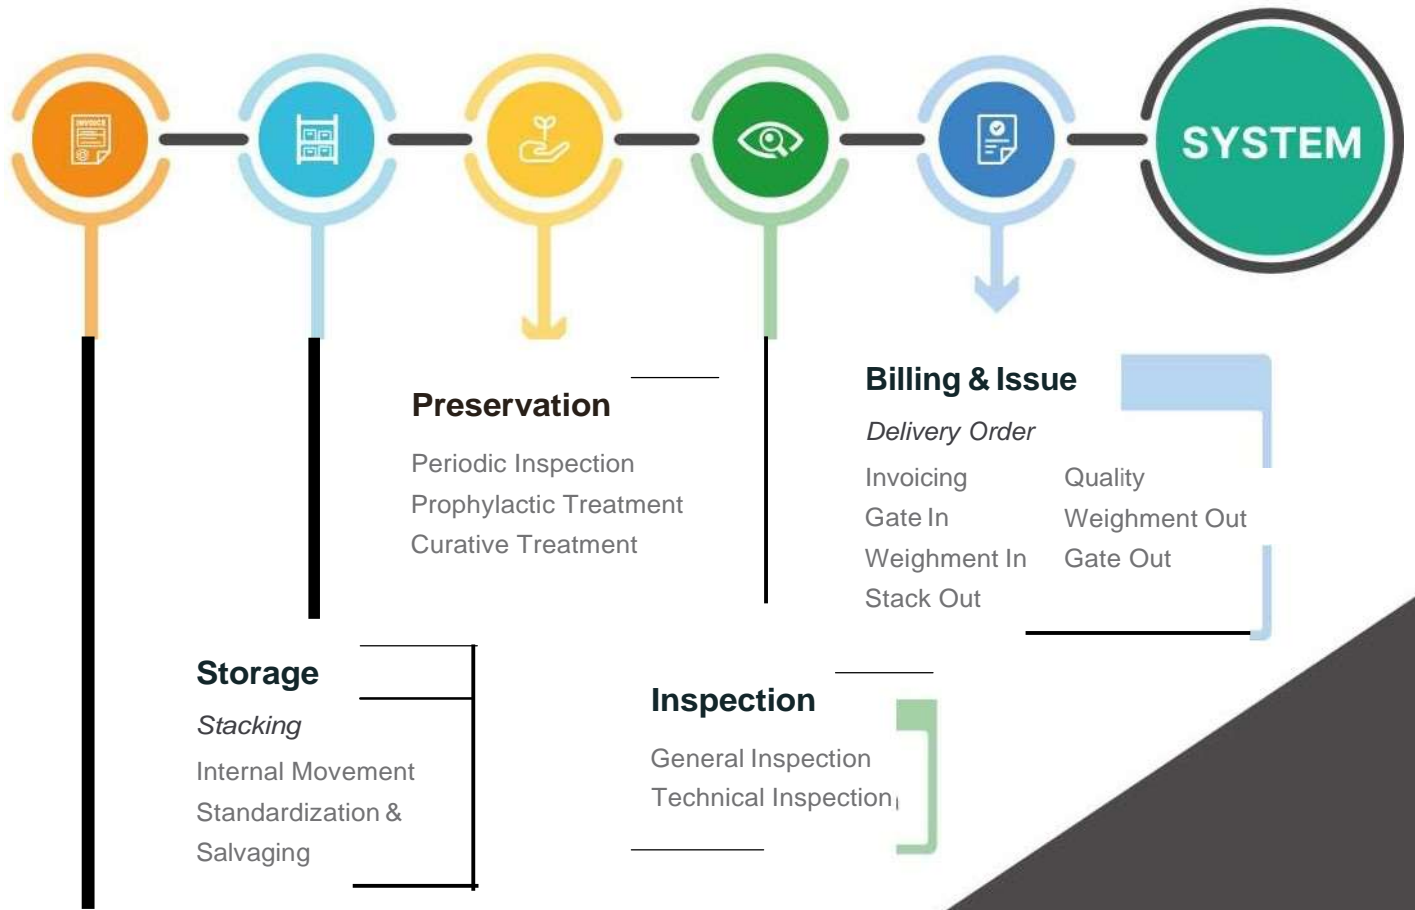 INVOICE
SYSTEM
Preservation
Periodic Inspection
Prophylactic Treatment
Curative Treatment
Billing & Issue
Delivery Order
Invoicing
Gate In
Weighment In
Stack Out
Quality
Weighment Out
Gate Out
Storage
Stacking
Internal Movement
Standardization &
Salvaging
Inspection
General Inspection
Technical Inspection